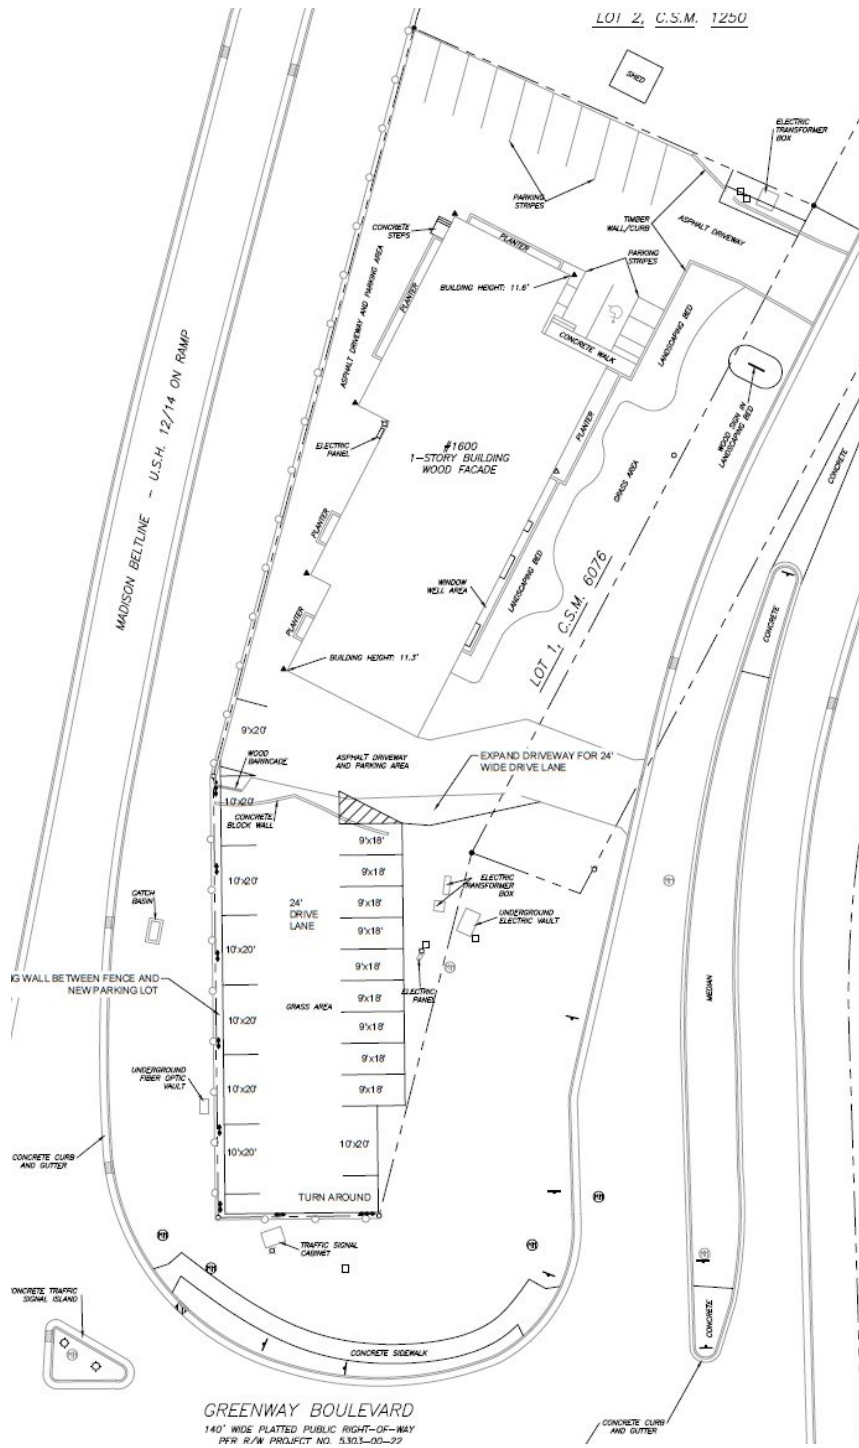 LOT 2, C.S.M. 1250
SHED
ELECTRIC
TRANSFORMER
BOX
PARKING
STRIPES
TIMBER
WALL/CURB
ASPHALT DRIVEWAY
CONCRETE
STEPS
PLANTER
PARKING
STRIPES
ASPHALT DRIVEWAY AND PARKING AREA
PLANTER
BUILDING HEIGHT: 11.6'
CONCRETE WALK
LANDSCAPING BED
MADISON BELTLINE - U.S.H. 12/14 ON RAMP
ELECTRIC
PANEL
#1600
1-STORY BUILDING
WOOD FACADE
PLANTER
WOOD SIGN IN
LANDSCAPING BED
GRASS AREA
CONCRETE
PLANTER
WINDOW
WELL AREA
LANDSCAPING BED
LOT 1, C.S.M. 6076
CONCRETE
PLANTER
BUILDING HEIGHT: 11.3'
9'x20'
WOOD
BARRICADE
ASPHALT DRIVEWAY
AND PARKING AREA
EXPAND DRIVEWAY FOR 24'
WIDE DRIVE LANE
10'x20'
CONCRETE
BLOCK WALL
9'x18'
9'x18'
10'x20'
ELECTRIC
TRANSFORMER
BOX
CATCH
BASIN
24'
DRIVE
LANE
9'x18'
UNDERGROUND
ELECTRIC VAULT
9'x18'
10'x20'
9'x18'
G WALL BETWEEN FENCE AND
NEW PARKING LOT
ELECTRIC
PANEL
MEDIAN
GRASS AREA
9'x18'
10'x20'
9'x18'
9'x18'
UNDERGROUND
FIBER OPTIC
VAULT
10'x20'
9'x18'
10'x20'
10'x20'
CONCRETE CURB
AND GUTTER
TURN AROUND
MH
MH
MH
MH
MH
MH
TRAFFIC SIGNAL
CABINET
MH
MH
ONCRETE TRAFFIC
SIGNAL ISLAND
CONCRETE
CONCRETE SIDEWALK
GREENWAY BOULEVARD
140' WIDE PLATTED PUBLIC RIGHT-OF-WAY
PER R/W PROJECT NO. 5303-00-22
CONCRETE CURB
AND GUTTER